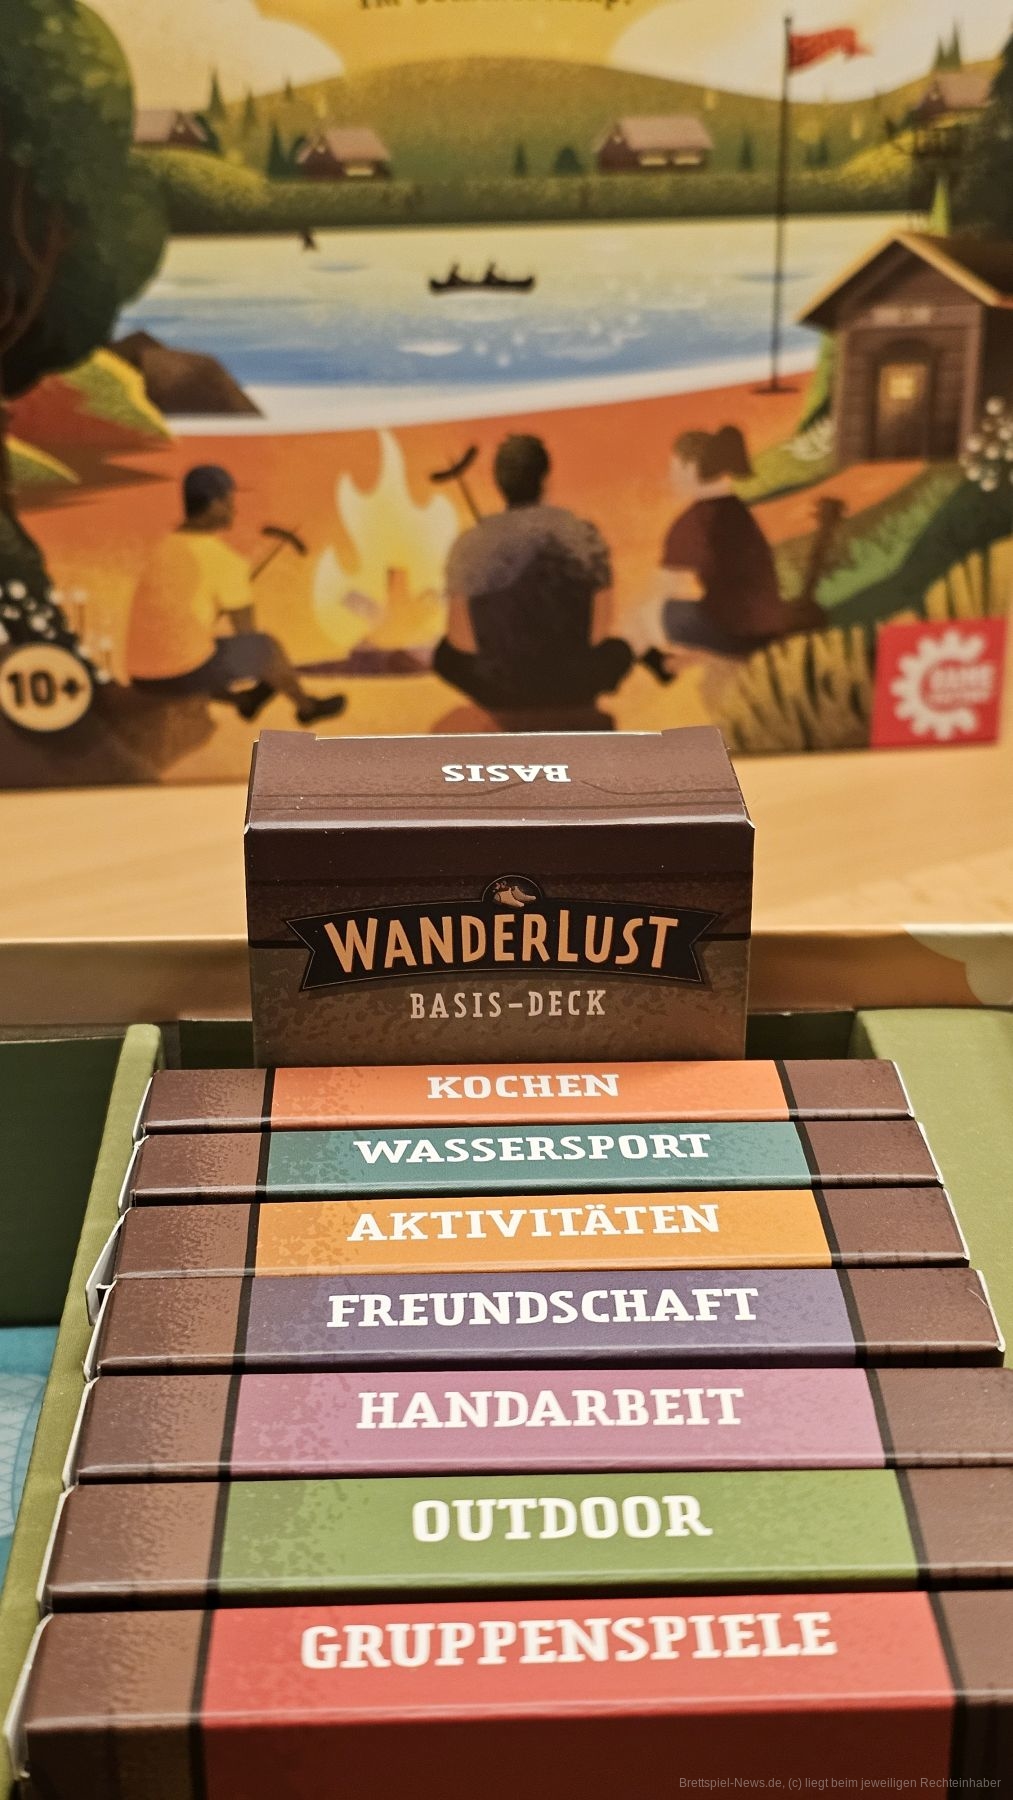 10+
GAME
BASIS
WANDERLUST
BASIS-DECK
KOCHEN
WASSERSPORT
AKTIVITÄTEN
FREUNDSCHAFT
HANDARBEIT
OUTDOOR
GRUPPENSPIELE
Brettspiel-News.de, (c) liegt beim jeweiligen Rechteinhaber